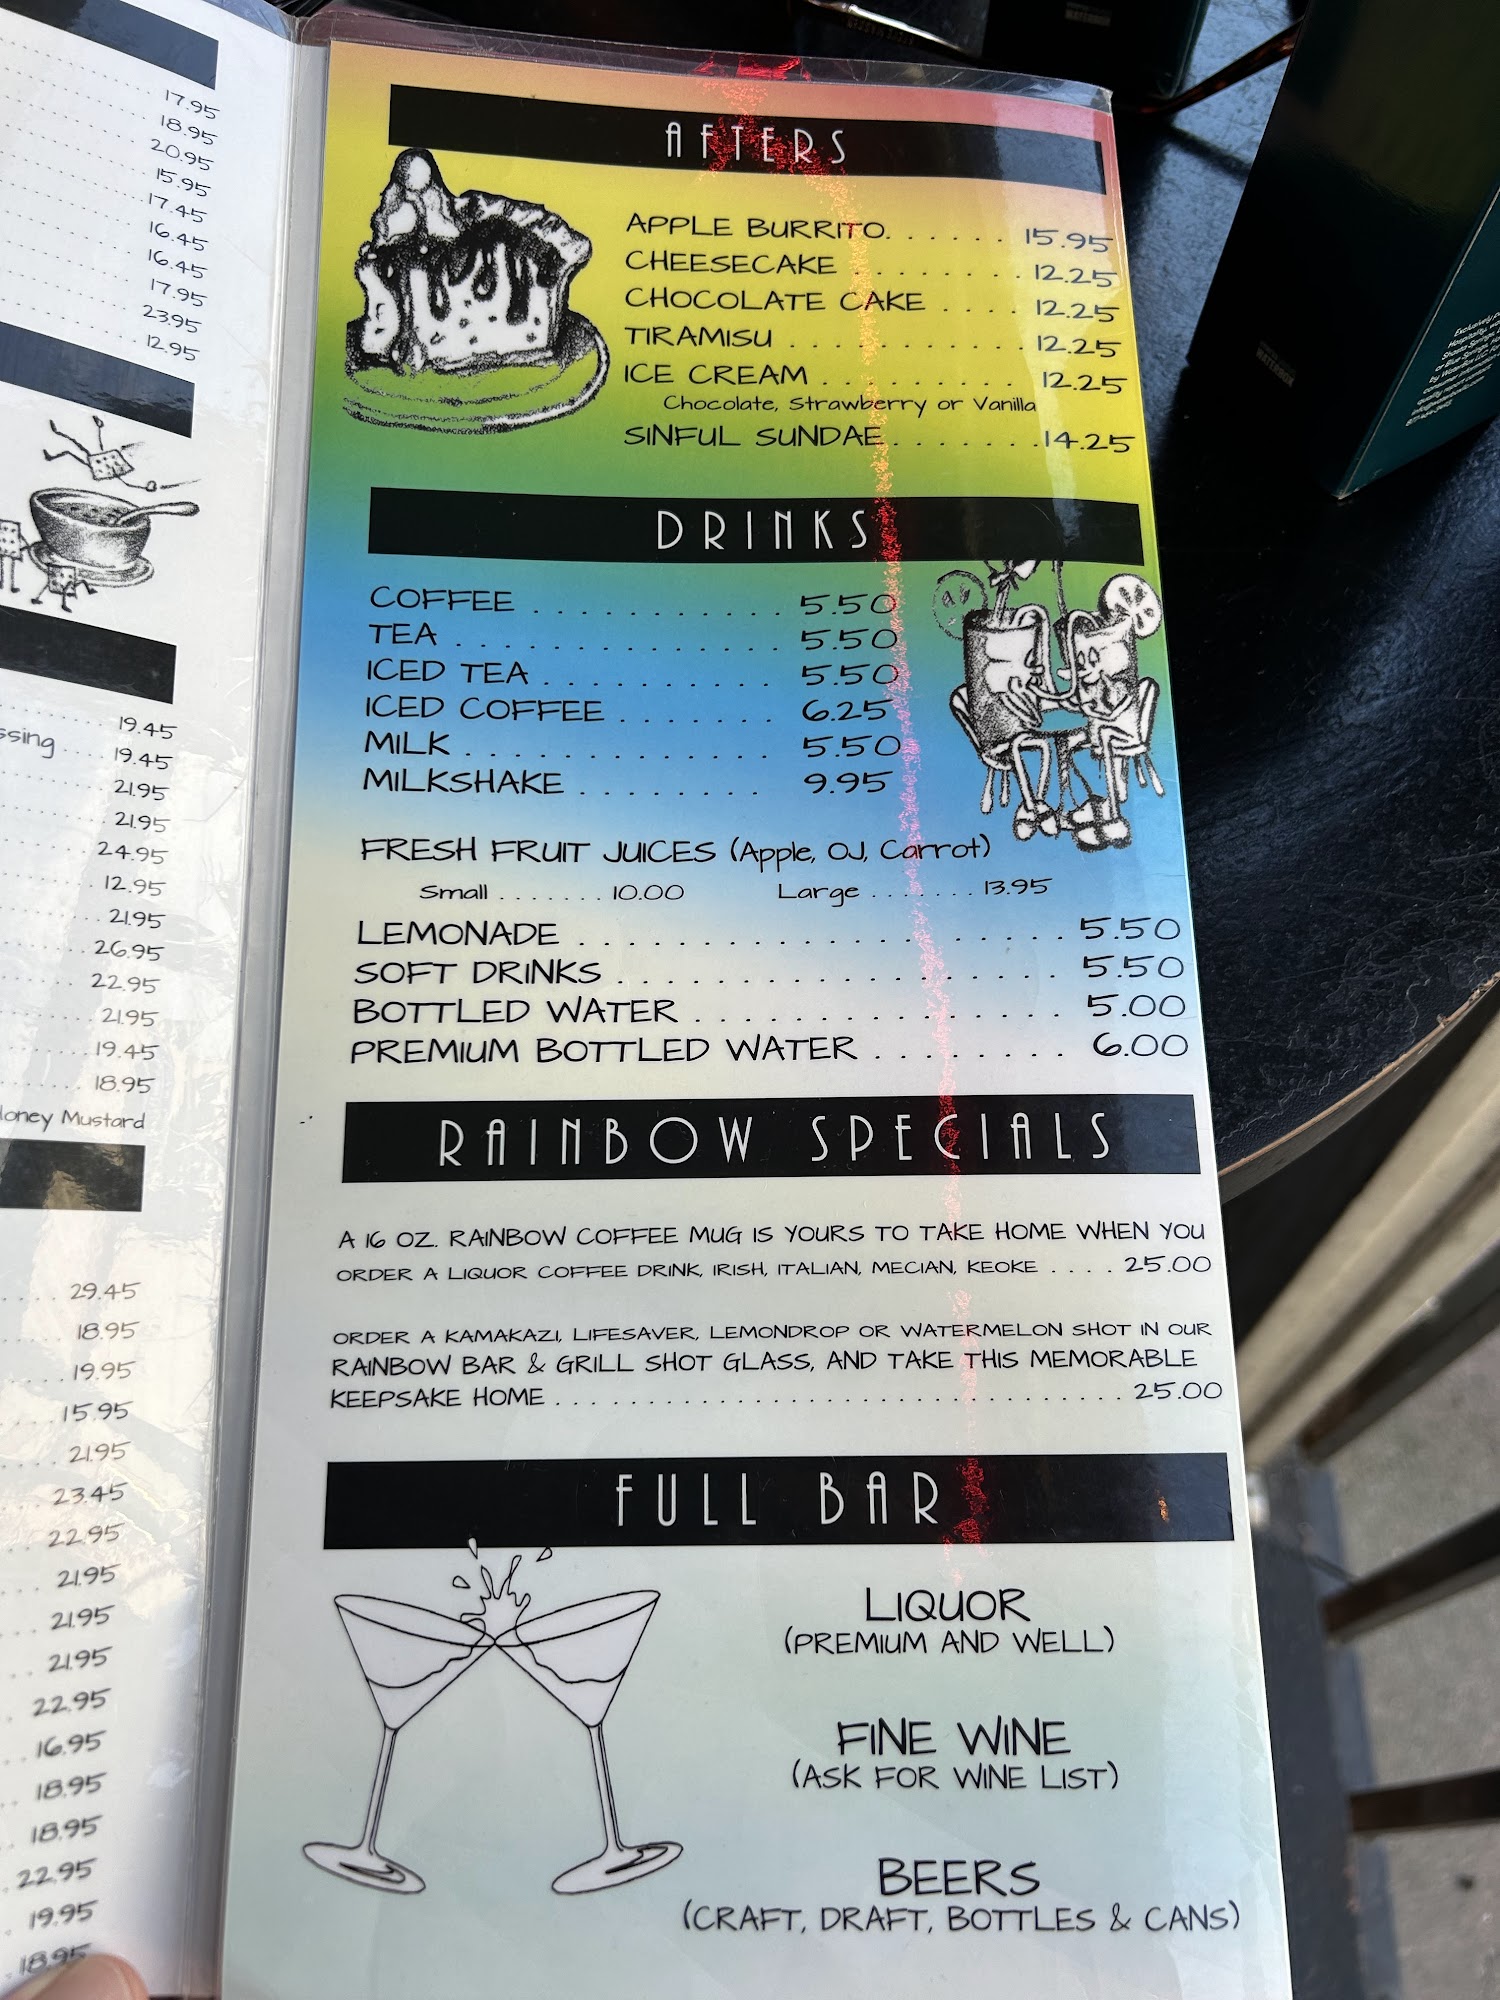 17.95
18.95
20.95
15.95
17.45
16.45
16.45
17.95
23.95
12.95
19.45
ssing . . . . 19.45
21.95
21.95
24.95
12.95
21.95
26.95
22.95
21.95
19.45
18.95
Honey Mustard
29.45
18.95
19.95
15.95
21.95
23.45
22.95
21.95
21.95
21.95
22.95
16.95
18.95
18.95
22.95
19.95
18.95
AFTERS
APPLE BURRITO. . . . . . 15.95
CHEESECAKE . . . . . . . . 12.25
CHOCOLATE CAKE . . . . 12.25
TIRAMISU . . . . . . . . . . . . 12.25
ICE CREAM . . . . . . . . . . 12.25
Chocolate, Strawberry or Vanilla
SINFUL SUNDAE. . . . . . . .14.25
DRINKS
COFFEE . . . . . . . . . . . . 5.50
TEA . . . . . . . . . . . . . . . 5.50
ICED TEA . . . . . . . . . . . 5.50
ICED COFFEE . . . . . . . 6.25
MILK . . . . . . . . . . . . . . 5.50
MILKSHAKE . . . . . . . . 9.95
FRESH FRUIT JUICES (Apple, OJ, Carrot)
Small . . . . . . . 10.00 Large . . . . . . . 13.95
LEMONADE . . . . . . . . . . . . . . . . . . . . 5.50
SOFT DRINKS . . . . . . . . . . . . . . . . . . 5.50
BOTTLED WATER . . . . . . . . . . . . . . . 5.00
PREMIUM BOTTLED WATER . . . . . . . . 6.00
RAINBOW SPECIALS
A 16 OZ. RAINBOW COFFEE MUG IS YOURS TO TAKE HOME WHEN YOU
ORDER A LIQUOR COFFEE DRINK, IRISH, ITALIAN, MECIAN, KEOKE . . . . 25.00
ORDER A KAMAKAZI, LIFESAVER, LEMONDROP OR WATERMELON SHOT IN OUR
RAINBOW BAR & GRILL SHOT GLASS, AND TAKE THIS MEMORABLE
KEEPSAKE HOME . . . . . . . . . . . . . . . . . . . . . . . . . . . . . 25.00
FULL BAR
LIQUOR
(PREMIUM AND WELL)
FINE WINE
(ASK FOR WINE LIST)
BEERS
(CRAFT, DRAFT, BOTTLES & CANS)